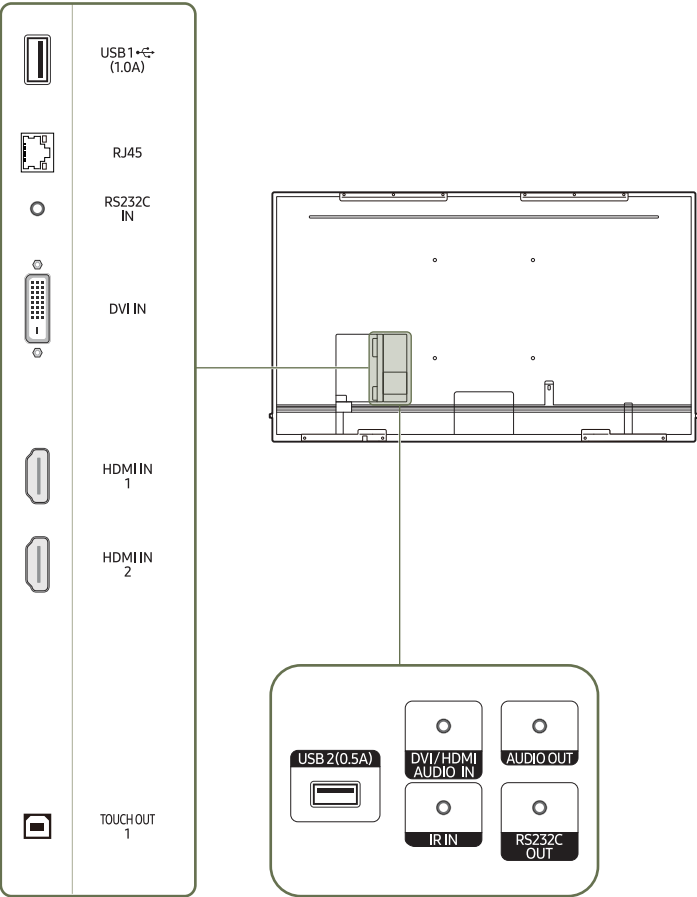 USB 1
(1.0A)
RJ45
RS232C
IN
DVI IN
HDMI IN
1
HDMI IN
2
TOUCH OUT
1
USB 2(0.5A)
DVI/HDMI
AUDIO IN
AUDIO OUT
IR IN
RS232C
OUT